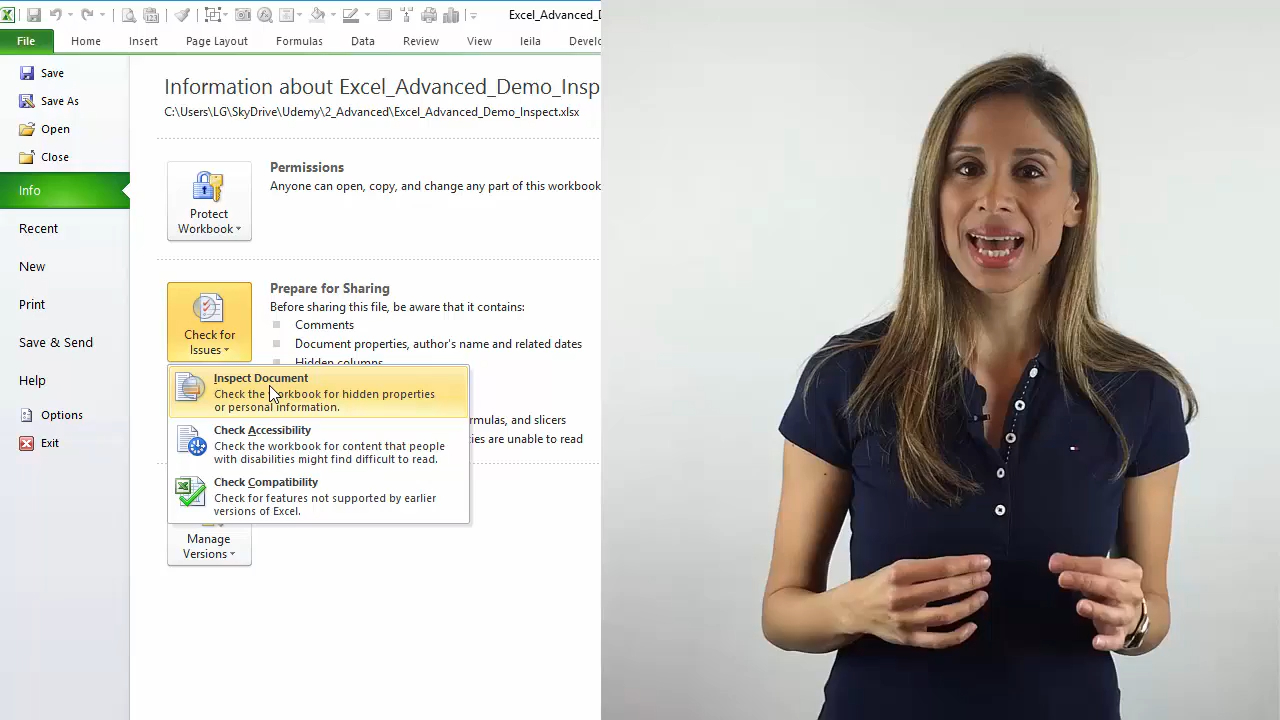 Excel_Advanced_D
File Home Insert Page Layout Formulas Data Review View leila Develo
Save
Save As
Open
Close
Info
Recent
New
Print
Save & Send
Help
Options
Exit
Information about Excel_Advanced_Demo_Insp
C:\Users\LG\SkyDrive\Udemy\2_Advanced\Excel_Advanced_Demo_Inspect.xlsx
Protect
Workbook
Permissions
Anyone can open, copy, and change any part of this workbook
Check for
Issues
Prepare for Sharing
Before sharing this file, be aware that it contains:
Comments
Document properties, author's name and related dates
Hidden columns
Inspect Document
Check the workbook for hidden properties
or personal information.
Check Accessibility
Check the workbook for content that people
with disabilities might find difficult to read.
Check Compatibility
Check for features not supported by earlier
versions of Excel.
rmulas, and slicers
ies are unable to read
Manage
Versions